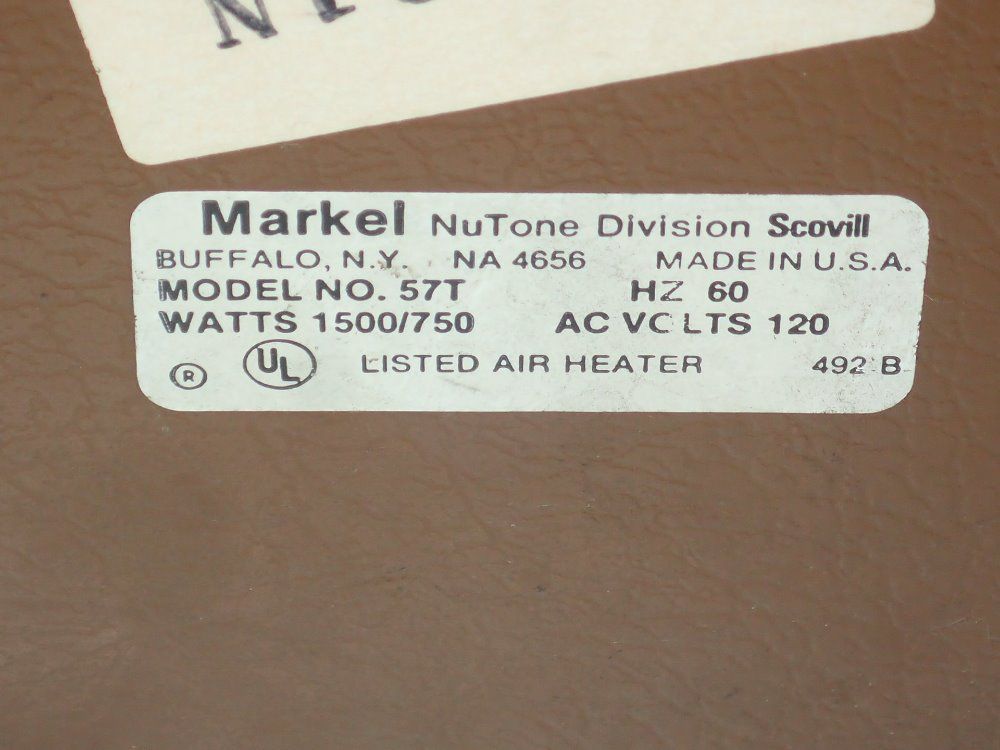 Markel NuTone Division Scovill
BUFFALO, N.Y. NA 4656 MADE IN U.S.A.
MODEL NO. 57T HZ 60
WATTS 1500/750 AC VOLTS 120
® UL LISTED AIR HEATER